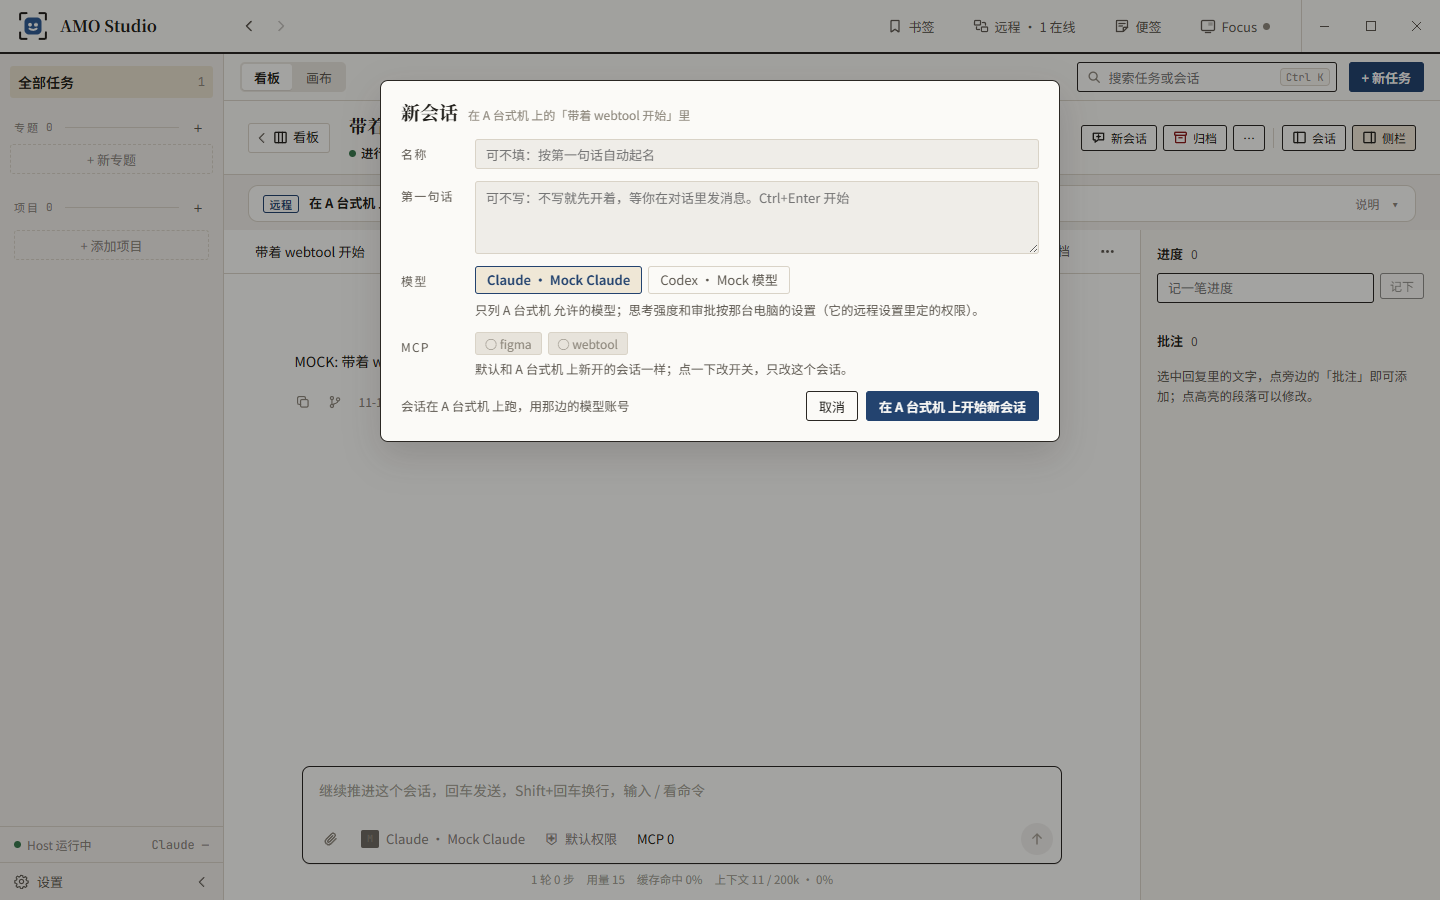 AMO Studio
书签
远程 · 1 在线
便签
Focus
全部任务 1
看板
画布
搜索任务或会话 Ctrl K
+ 新任务
专题 0 +
+ 新专题
项目 0 +
+ 添加项目
看板
新会话
归档
···
会话
侧栏
远程
说明
带着 webtool 开始
新会话 在 A 台式机 上的「带着 webtool 开始」里
名称 可不填：按第一句话自动起名
第一句话 可不写：不写就先开着，等你在对话里发消息。Ctrl+Enter 开始
模型 Claude · Mock Claude Codex · Mock 模型
只列 A 台式机 允许的模型；思考强度和审批按那台电脑的设置（它的远程设置里定的权限）。
MCP figma webtool
默认和 A 台式机 上新开的会话一样；点一下改开关，只改这个会话。
会话在 A 台式机 上跑，用那边的模型账号
取消
在 A 台式机 上开始新会话
MOCK: 带着
进度 0
记一笔进度 记下
批注 0
选中回复里的文字，点旁边的「批注」即可添
加；点高亮的段落可以修改。
继续推进这个会话，回车发送，Shift+回车换行，输入 / 看命令
Claude · Mock Claude 默认权限 MCP 0
1 轮 0 步 用量 15 缓存命中 0% 上下文 11 / 200k · 0%
Host 运行中 Claude —
设置